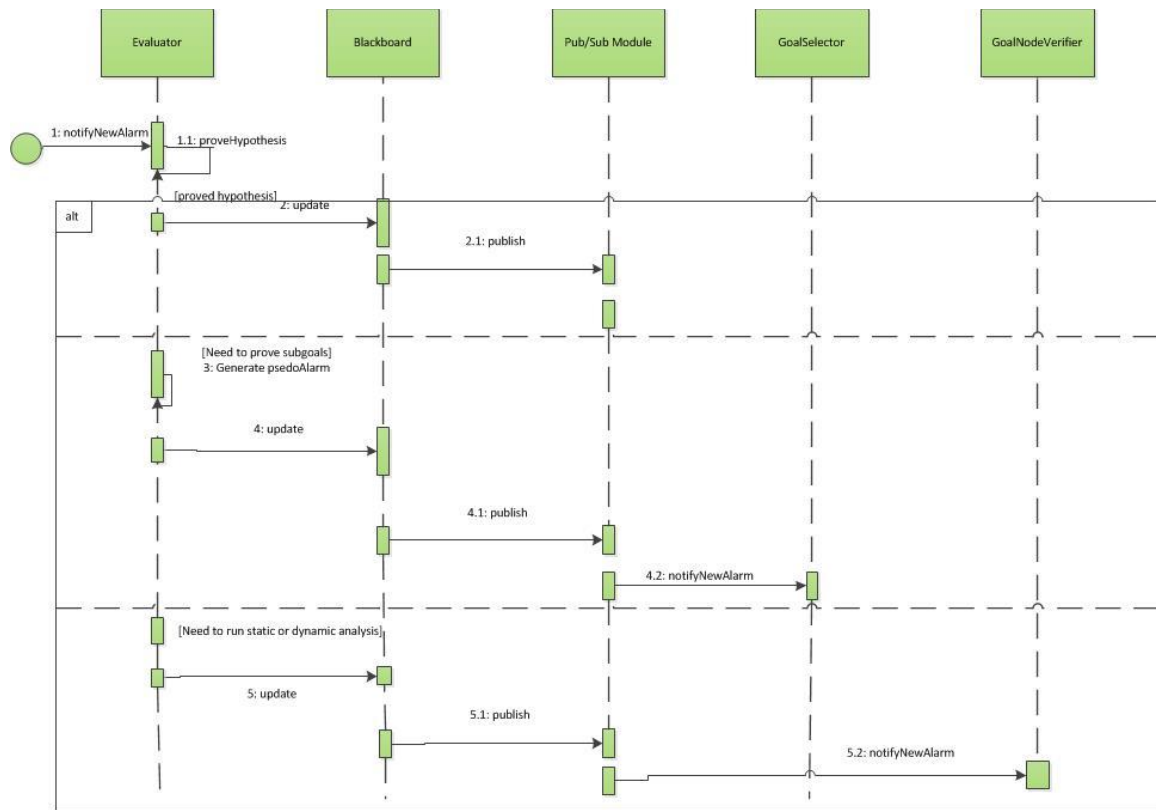 Evaluator
Blackboard
Pub/Sub Module
GoalSelector
GoalNodeVerifier
1: notifyNewAlarm
1.1: proveHypothesis
[proved hypothesis]
2: update
alt
2.1: publish
[Need to prove subgoals]
3: Generate psedoAlarm
4: update
4.1: publish
4.2: notifyNewAlarm
[Need to run static or dynamic analysis]
5: update
5.1: publish
5.2: notifyNewAlarm